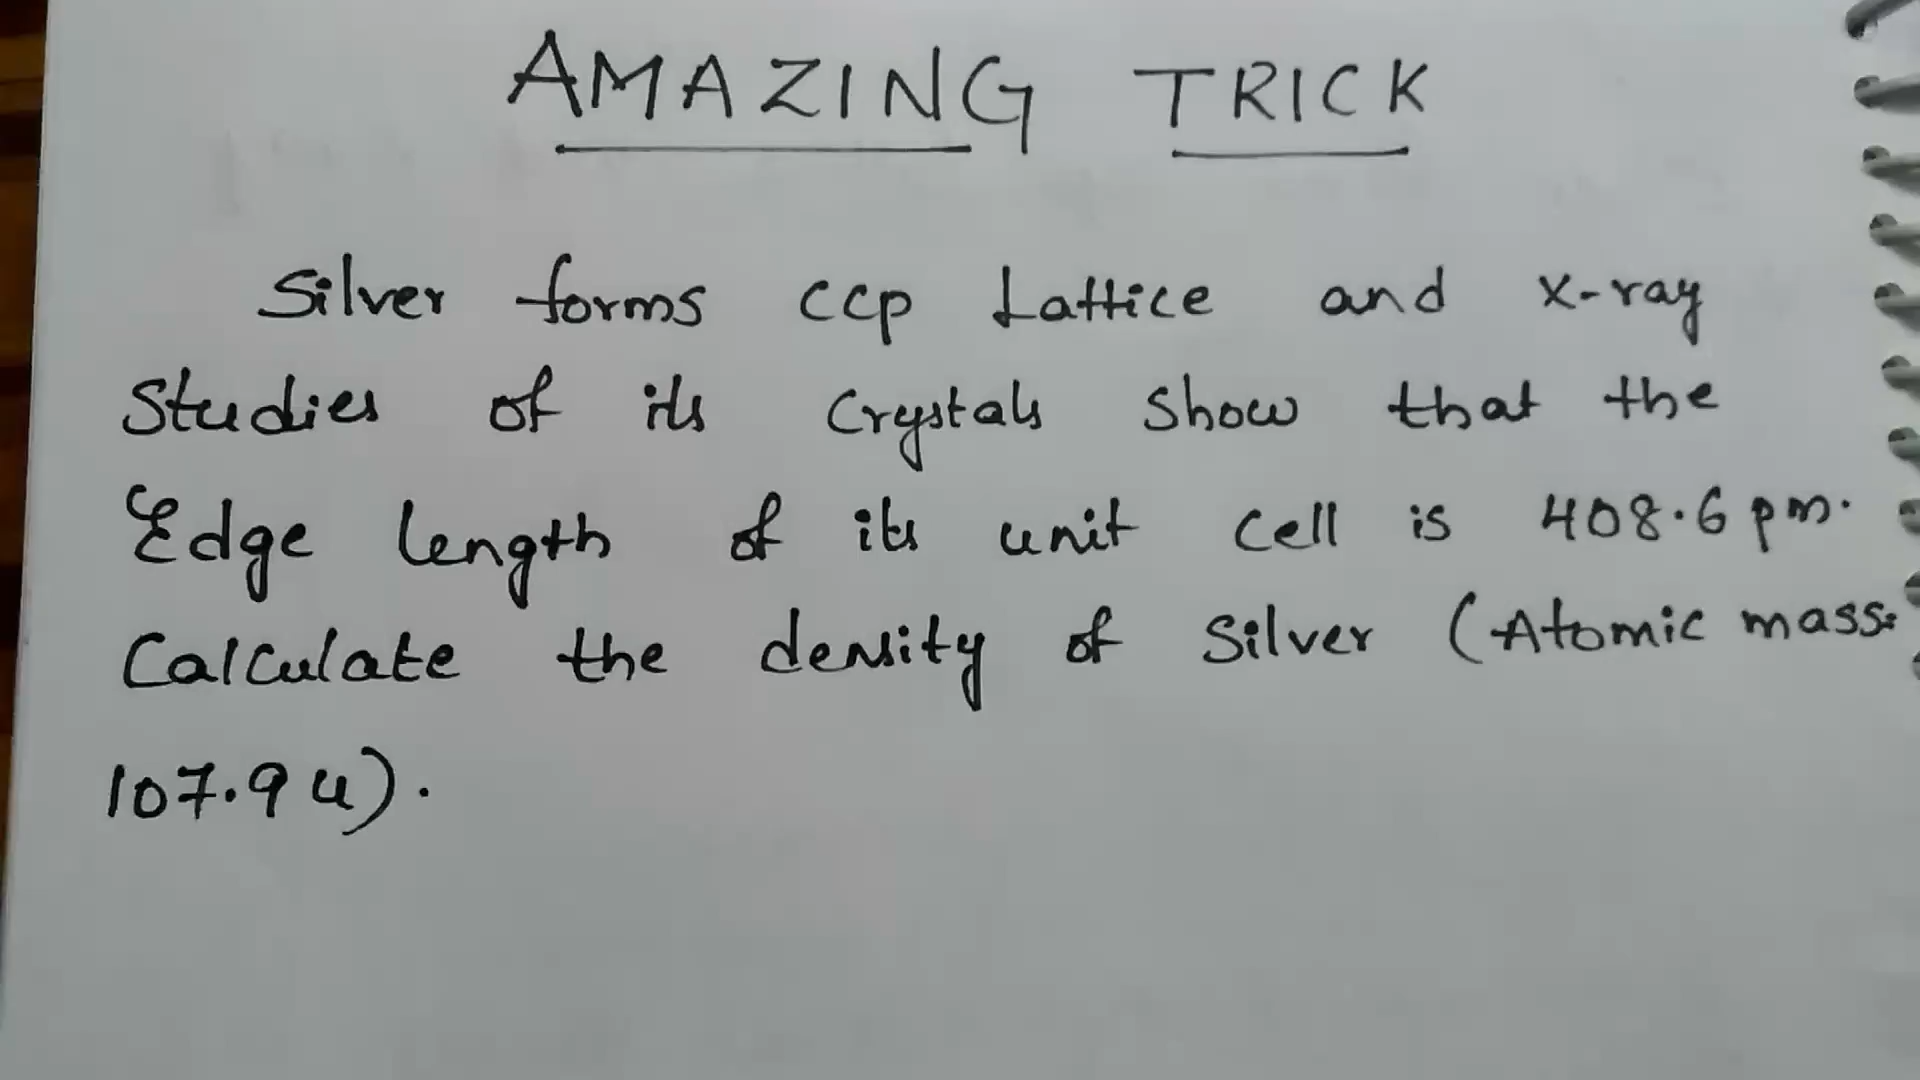 AMAZING TRICK
Silver forms ccp Lattice and x-ray
Studies of its Crystals Show that the
Edge length of its unit cell is 408.6 pm.
Calculate the density of Silver (Atomic mass:
107.9 u).